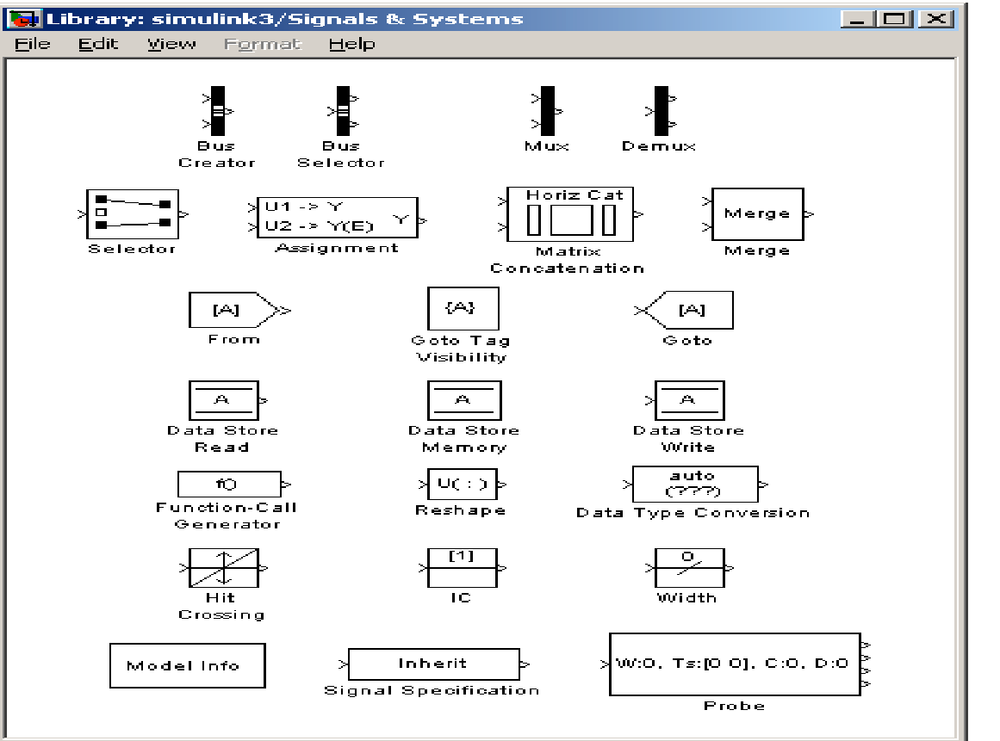 Library: simulink3/Signals & Systems
File Edit View Format Help
Bus Creator
Bus Selector
Mux
Demux
Selector
U1 -> Y
U2 -> Y(E)
Y
Assignment
Horiz Cat
Matrix Concatenation
Merge
Merge
[A]
From
{A}
Goto Tag Visibility
[A]
Goto
A
Data Store Read
A
Data Store Memory
A
Data Store Write
f()
Function-Call Generator
U( : )
Reshape
auto
(???)
Data Type Conversion
Hit Crossing
[1]
IC
0
Width
Model Info
Inherit
Signal Specification
W:0, Ts:[0 0], C:0, D:0
Probe